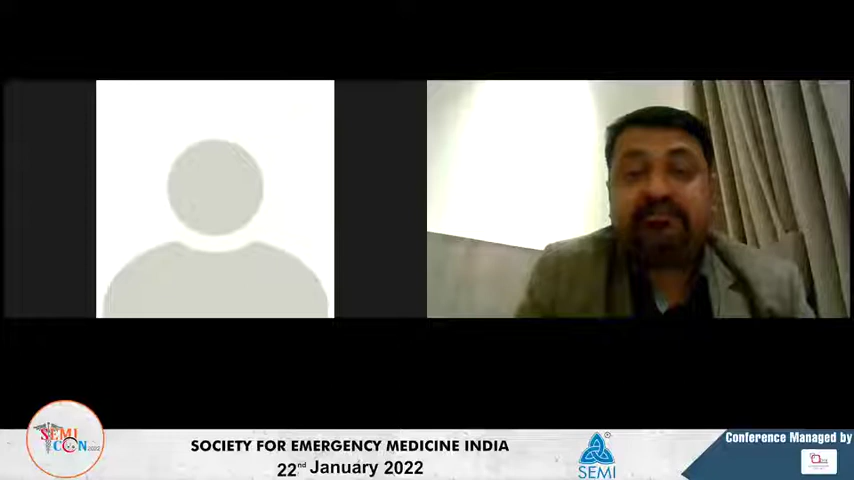 SEMI
CON 2022
SOCIETY FOR EMERGENCY MEDICINE INDIA
22nd January 2022
SEMI
Conference Managed by